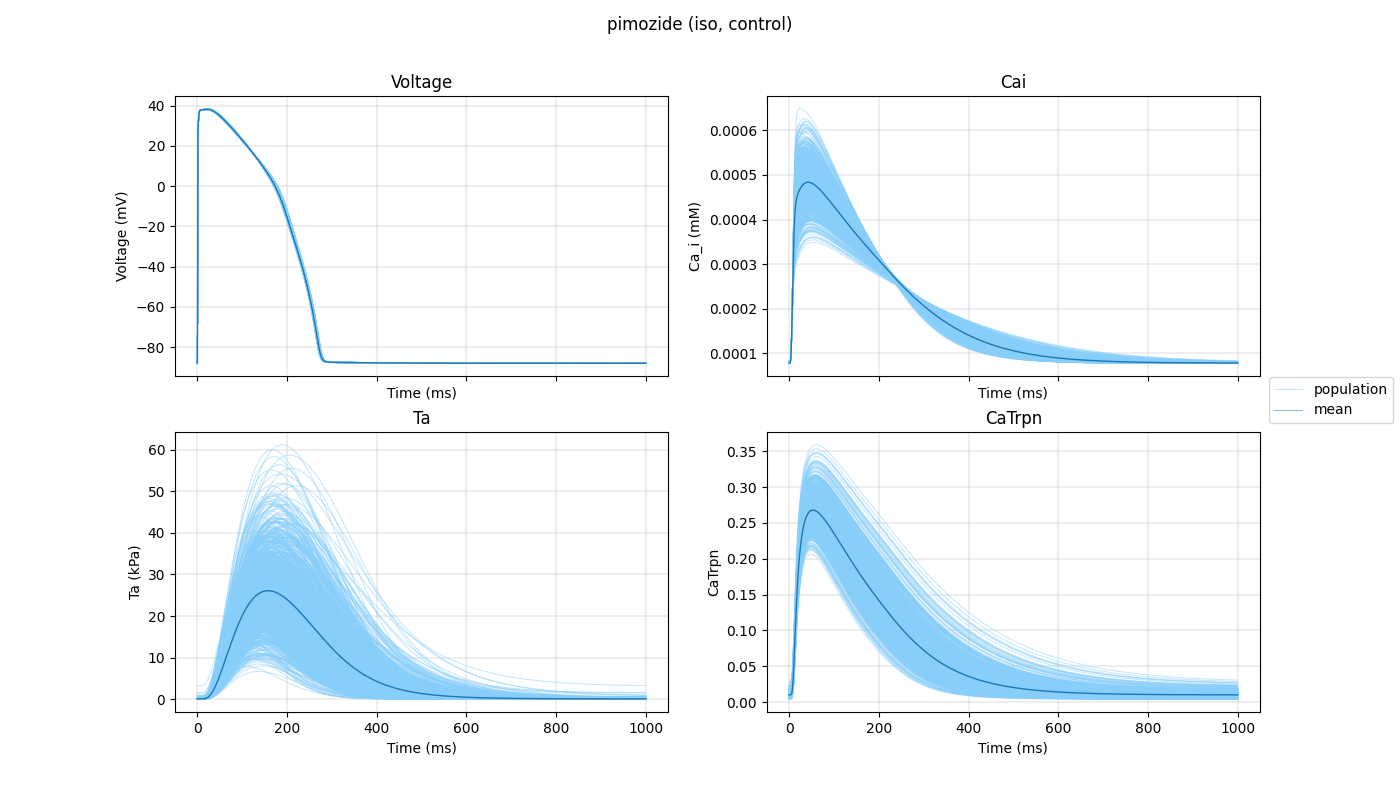 pimozide (iso, control)
Voltage
40
20
0
−20
−40
−60
−80
Voltage (mV)
Time (ms)
Cai
0.0006
0.0005
0.0004
0.0003
0.0002
0.0001
Ca_i (mM)
Time (ms)
population
mean
Ta
60
50
40
30
20
10
0
Ta (kPa)
0 200 400 600 800 1000
Time (ms)
CaTrpn
0.35
0.30
0.25
0.20
0.15
0.10
0.05
0.00
CaTrpn
0 200 400 600 800 1000
Time (ms)